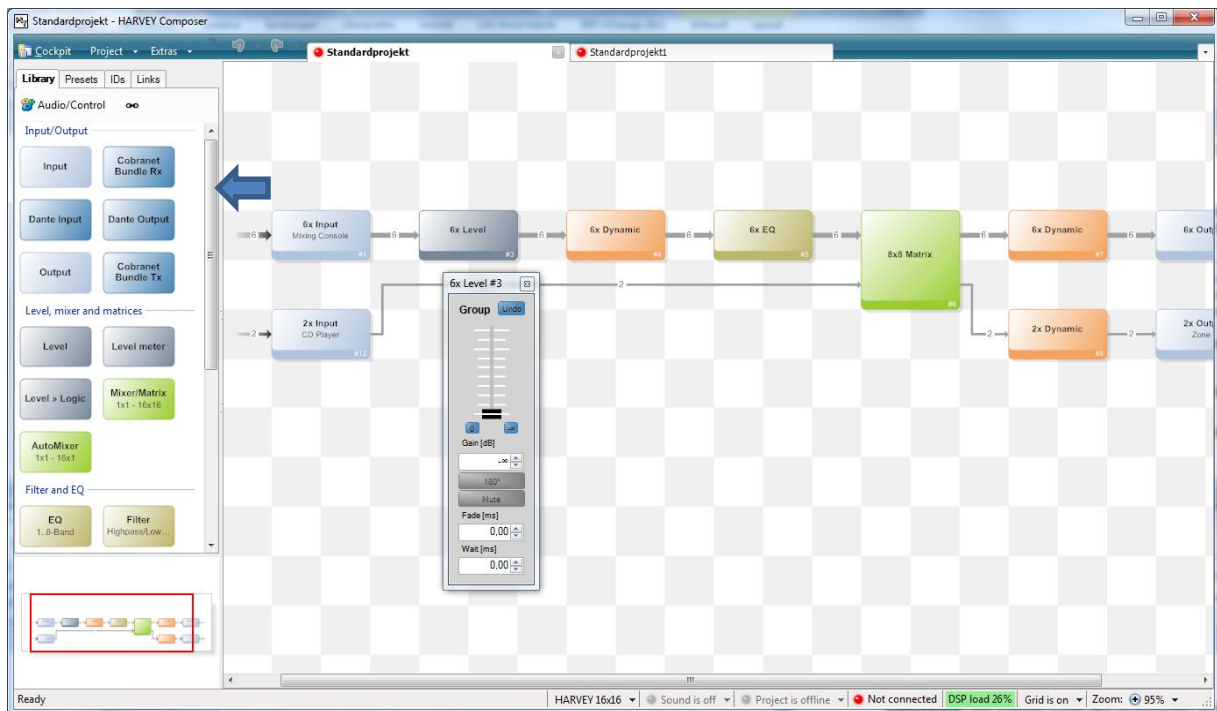 Standardprojekt - HARVEY Composer
Cockpit Project Extras
Standardprojekt
Standardprojekt1
Library Presets IDs Links
Audio/Control
Input/Output
Input
Cobranet
Bundle Rx
Dante Input
Dante Output
Output
Cobranet
Bundle Tx
Level, mixer and matrices
Level
Level meter
Level » Logic
Mixer/Matrix
1x1 - 16x16
AutoMixer
1x1 - 16x1
Filter and EQ
EQ
1..8-Band
Filter
Highpass/Low...
6
6x Input
Mixing Console
#1
6
6x Level
#3
6
6x Dynamic
#4
6
6x EQ
#5
6
8x8 Matrix
#6
6
6x Dynamic
#7
6
6x Out
2
2x Input
CD Player
#12
2
2
2x Dynamic
#8
2
2x Out
Zone
6x Level #3
Group Undo
0 -∞
Gain [dB]
-∞
180°
Mute
Fade [ms]
0,00
Wait [ms]
0,00
Ready
HARVEY 16x16 Sound is off Project is offline Not connected DSP load 26% Grid is on Zoom: 95%